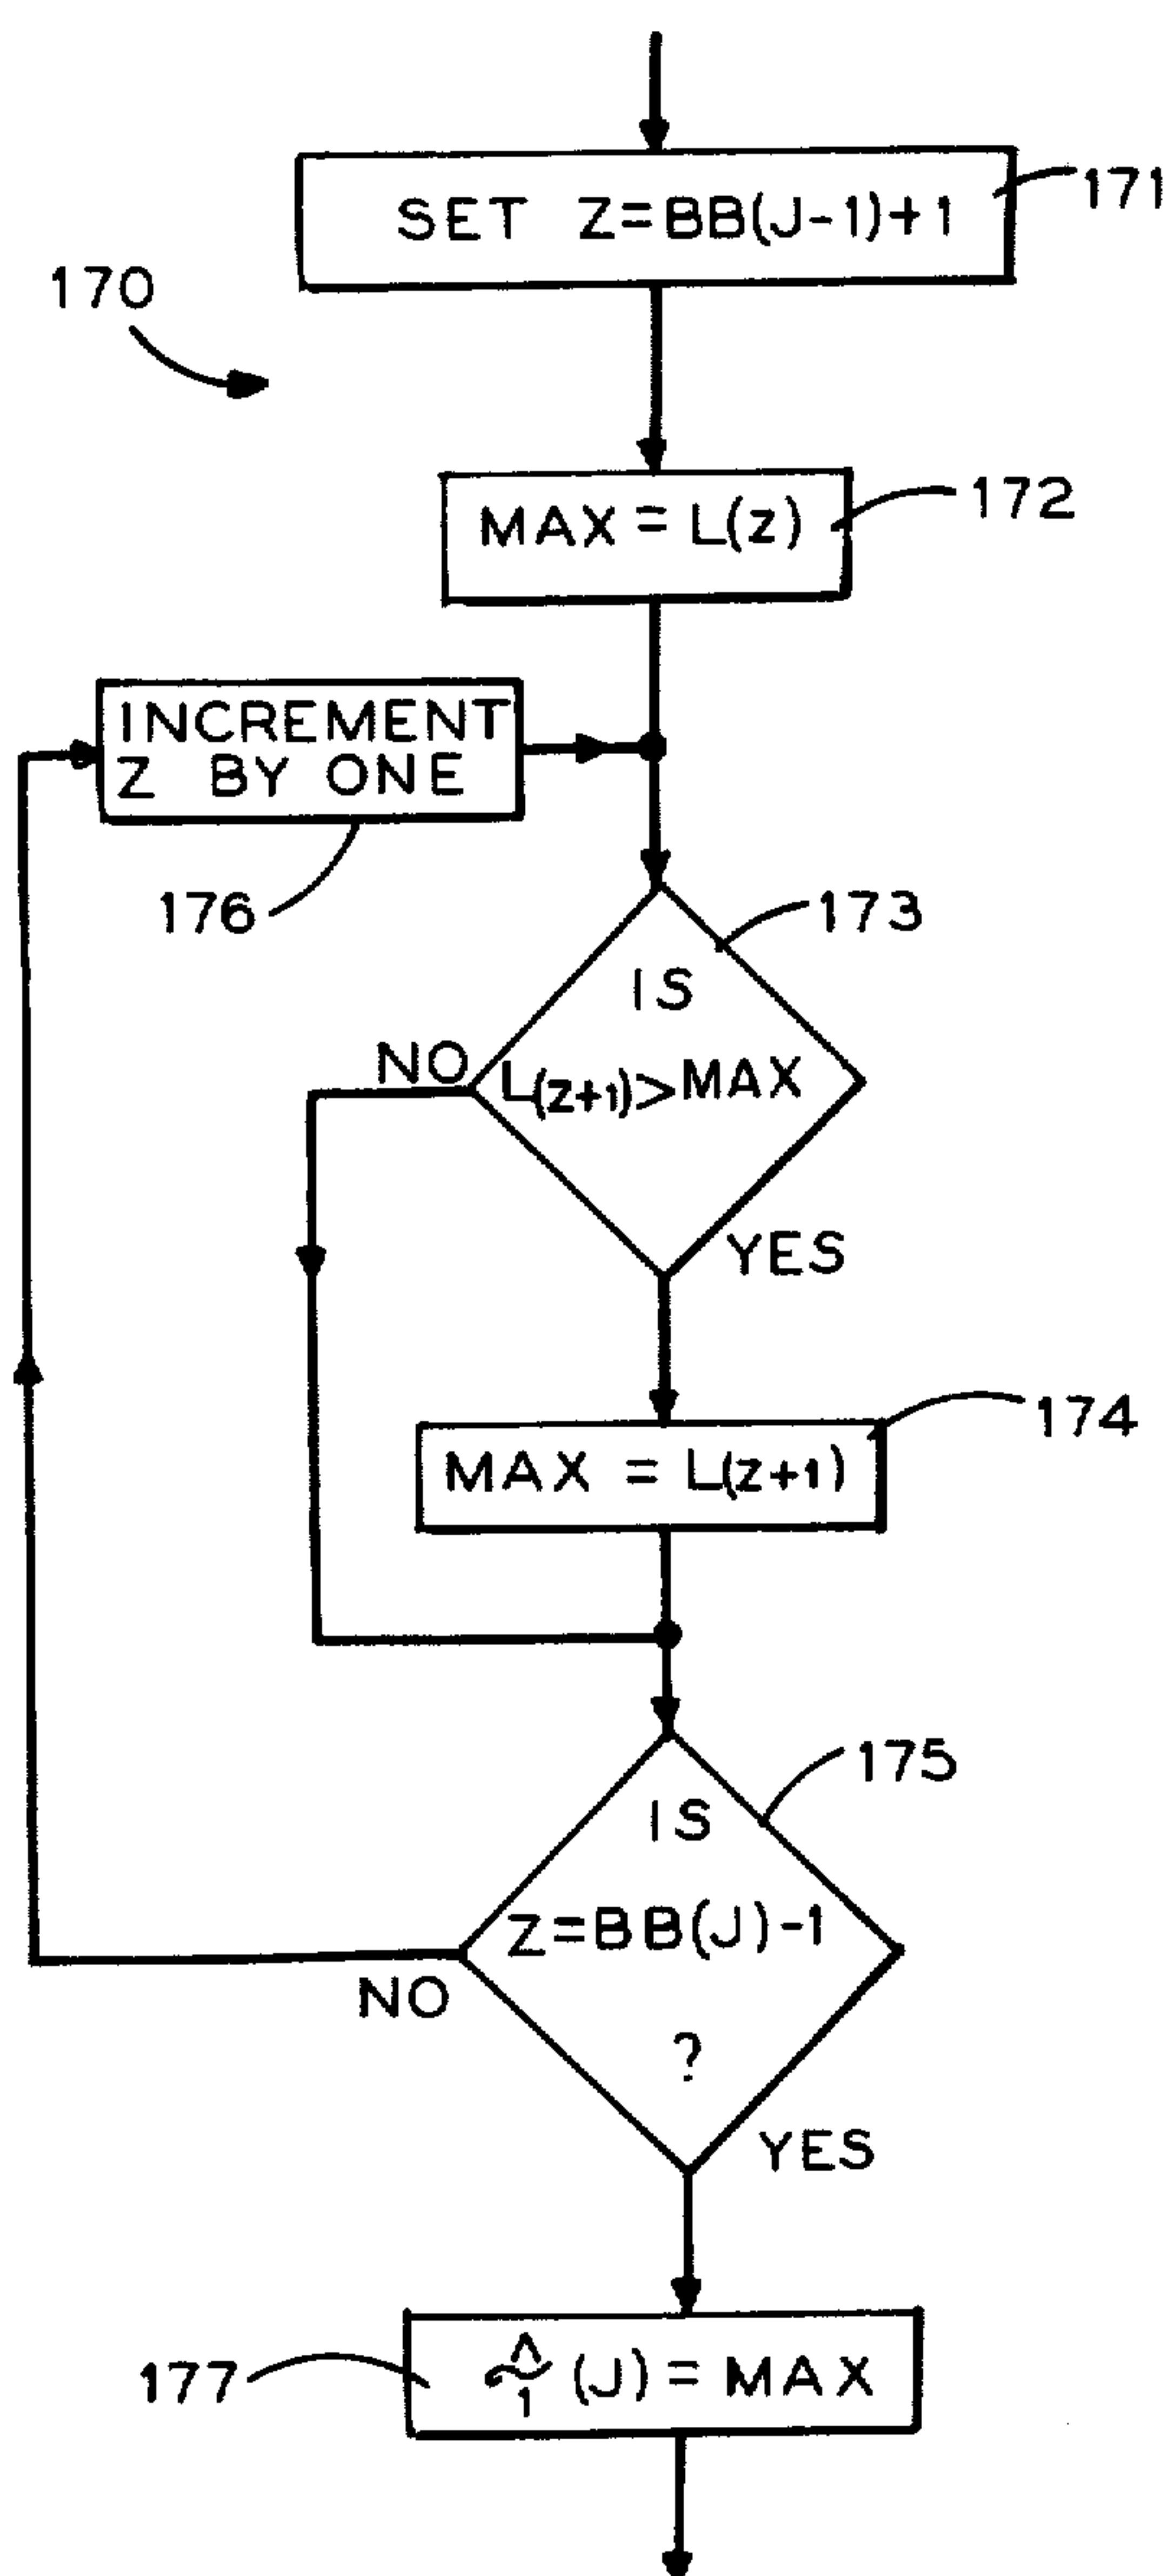 SET Z=BB(J-1)+1
171
170
MAX = L(z)
172
INCREMENT
Z BY ONE
176
173
IS
NO
L(z+1)>MAX
YES
174
MAX = L(z+1)
175
IS
Z=BB(J)-1
NO
?
YES
177
1 (J) = MAX